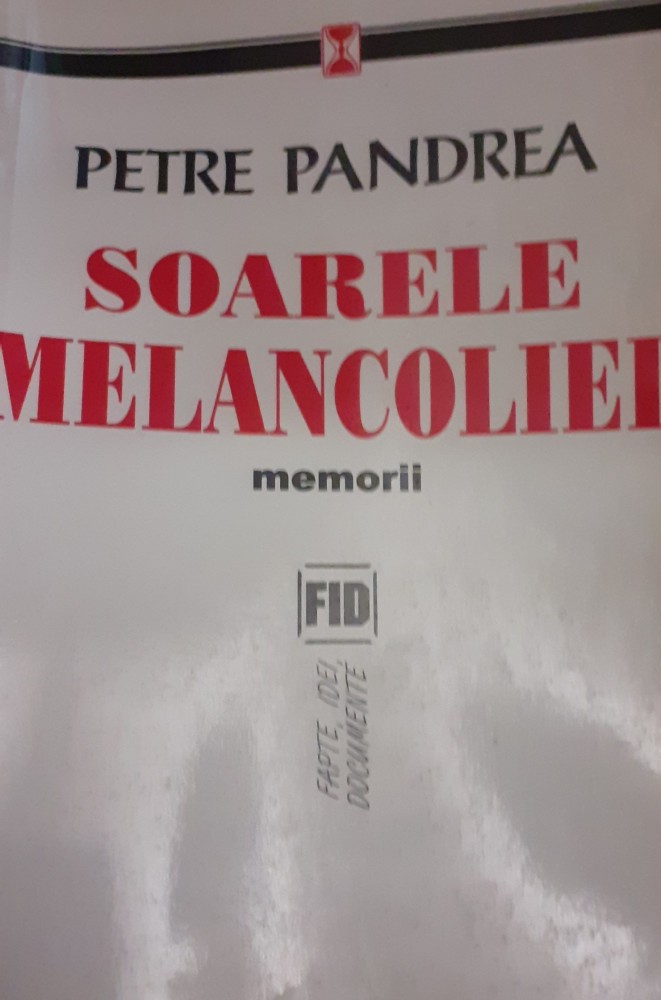 PETRE PANDREA
SOARELE
MELANCOLIEI
memorii
FID
FAPTE, IDEI,
DOCUMENTE